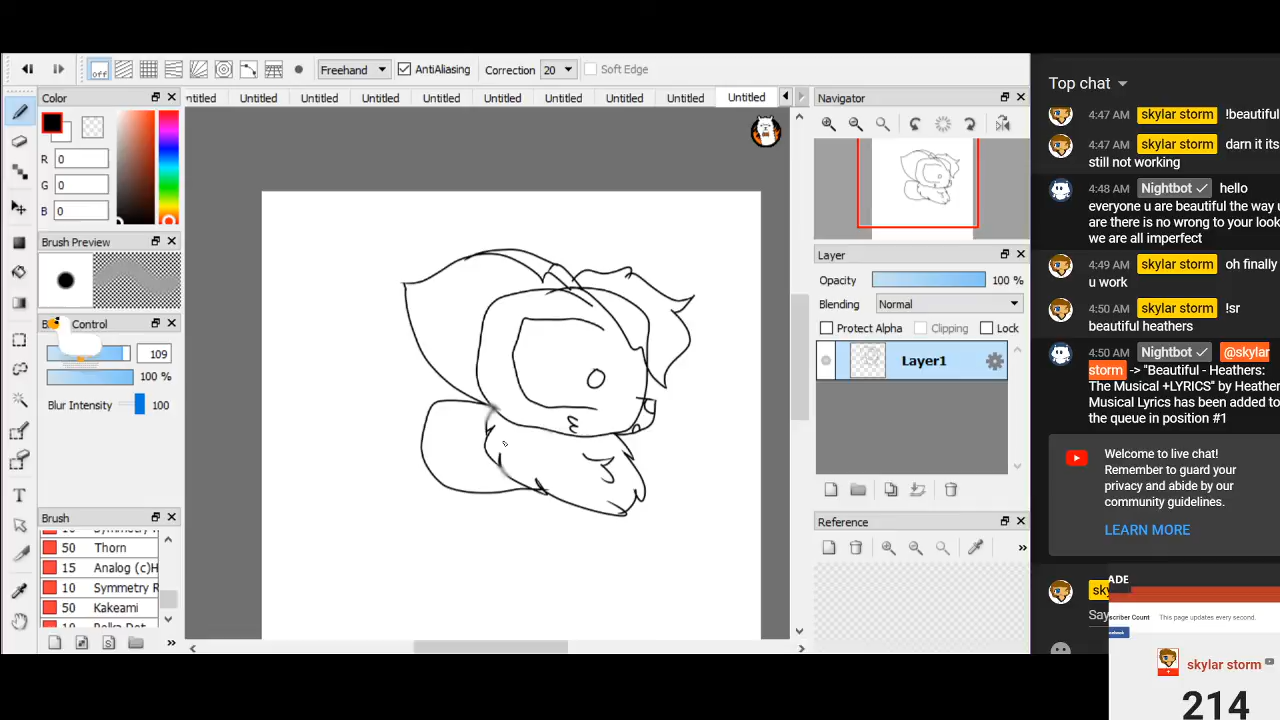 off
Freehand
AntiAliasing
Correction
20
Soft Edge
Color
Untitled
Untitled
Untitled
Untitled
Untitled
Untitled
Untitled
Untitled
Untitled
Navigator
R 0
G 0
B 0
Brush Preview
Control
109
100 %
Blur Intensity
100
Brush
50 Thorn
15 Analog (c)H
10 Symmetry R
50 Kakeami
Layer
Opacity
100 %
Blending
Normal
Protect Alpha
Clipping
Lock
Layer1
Reference
»
»
T
Top chat
4:47 AM skylar storm !beautiful
4:47 AM skylar storm darn it its
still not working
4:48 AM Nightbot hello
everyone u are beautiful the way u
are there is no wrong to your look
we are all imperfect
4:49 AM skylar storm oh finally
u work
4:50 AM skylar storm !sr
beautiful heathers
4:50 AM Nightbot @skylar
storm -> "Beautiful - Heathers:
The Musical +LYRICS" by Heather
Musical Lyrics has been added to
the queue in position #1
Welcome to live chat!
Remember to guard your
privacy and abide by our
community guidelines.
LEARN MORE
sky
Say
ADE
scriber Count
This page updates every second.
skylar storm
214